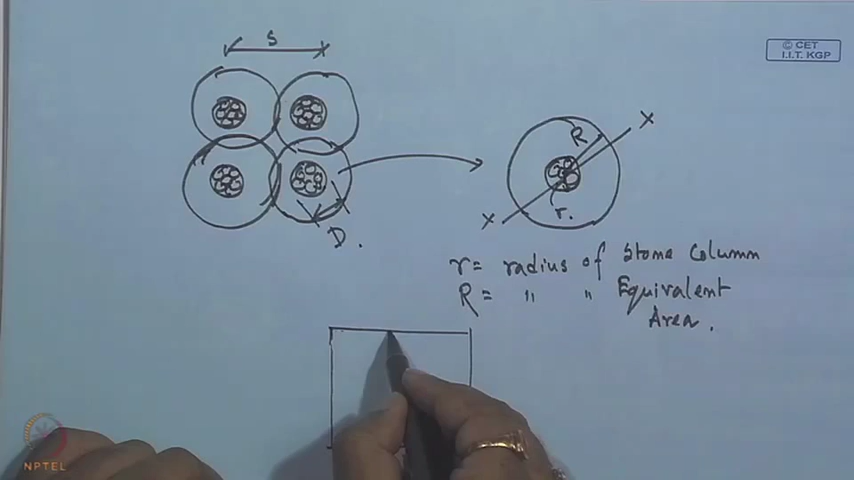 S
© CET
I.I.T. KGP
X
R
X
r.
D.
r = radius of Stone Column
R = " " Equivalent
Area.
NPTEL